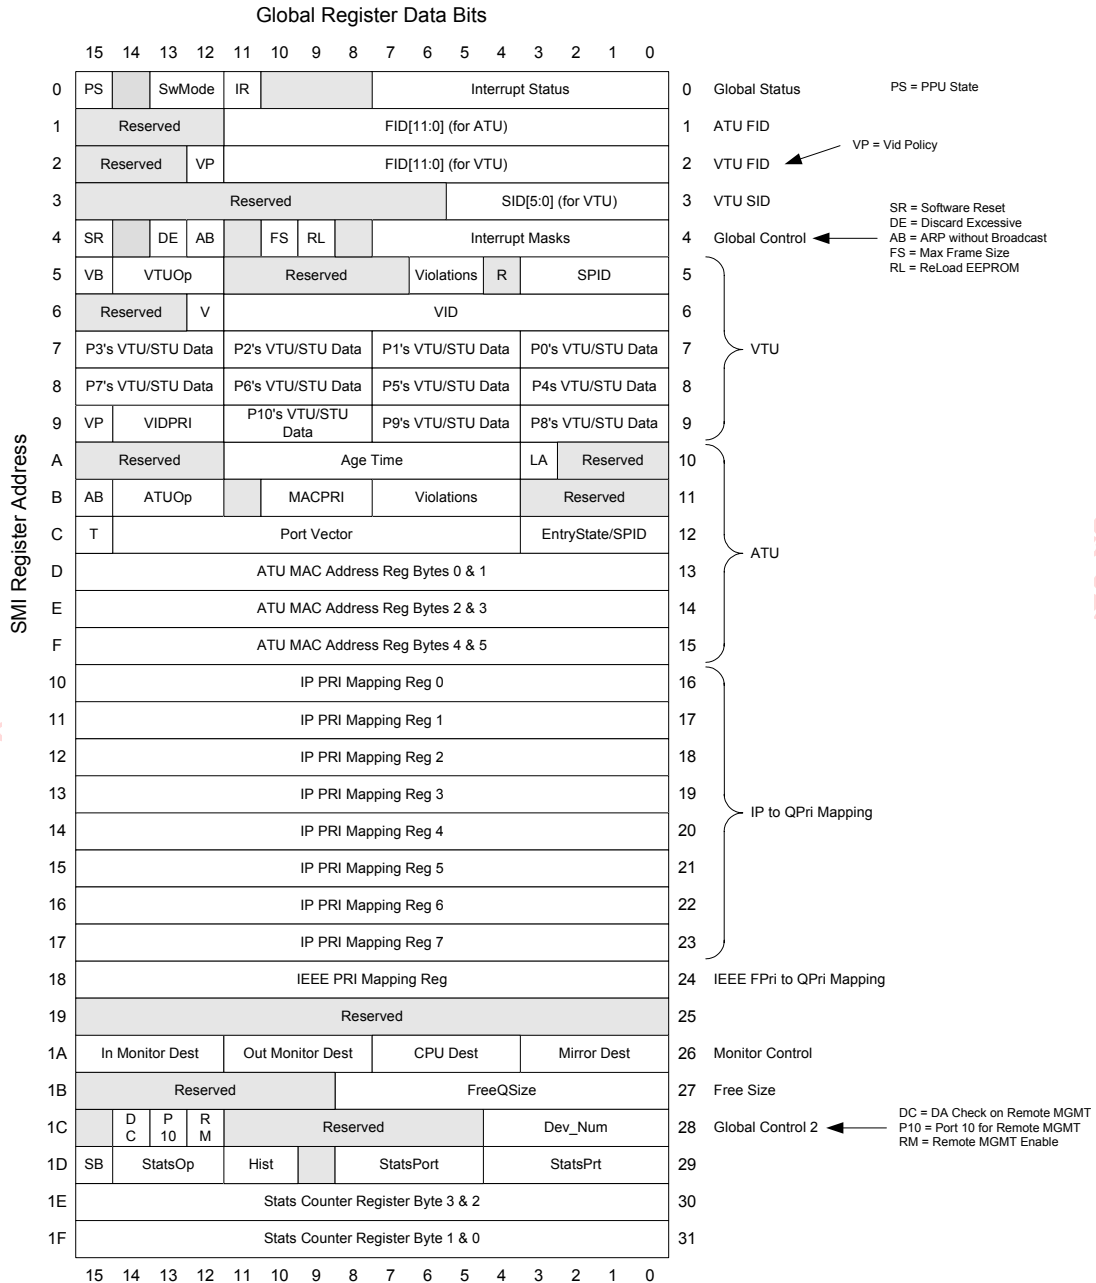 Global Register Data Bits
15 14 13 12 11 10 9 8 7 6 5 4 3 2 1 0
0 PS SwMode IR Interrupt Status 0 Global Status PS = PPU State
1 Reserved FID[11:0] (for ATU) 1 ATU FID
VP = Vid Policy
2 Reserved VP FID[11:0] (for VTU) 2 VTU FID
3 Reserved SID[5:0] (for VTU) 3 VTU SID
SR = Software Reset
DE = Discard Excessive
4 SR DE AB FS RL Interrupt Masks 4 Global Control AB = ARP without Broadcast
FS = Max Frame Size
RL = ReLoad EEPROM
5 VB VTUOp Reserved Violations R SPID 5
6 Reserved V VID 6
7 P3's VTU/STU Data P2's VTU/STU Data P1's VTU/STU Data P0's VTU/STU Data 7 VTU
8 P7's VTU/STU Data P6's VTU/STU Data P5's VTU/STU Data P4s VTU/STU Data 8
9 VP VIDPRI P10's VTU/STU Data P9's VTU/STU Data P8's VTU/STU Data 9
SMI Register Address
A Reserved Age Time LA Reserved 10
B AB ATUOp MACPRI Violations Reserved 11
C T Port Vector EntryState/SPID 12
ATU
D ATU MAC Address Reg Bytes 0 & 1 13
E ATU MAC Address Reg Bytes 2 & 3 14
F ATU MAC Address Reg Bytes 4 & 5 15
10 IP PRI Mapping Reg 0 16
11 IP PRI Mapping Reg 1 17
12 IP PRI Mapping Reg 2 18
13 IP PRI Mapping Reg 3 19
IP to QPri Mapping
14 IP PRI Mapping Reg 4 20
15 IP PRI Mapping Reg 5 21
16 IP PRI Mapping Reg 6 22
17 IP PRI Mapping Reg 7 23
18 IEEE PRI Mapping Reg 24 IEEE FPri to QPri Mapping
19 Reserved 25
1A In Monitor Dest Out Monitor Dest CPU Dest Mirror Dest 26 Monitor Control
1B Reserved FreeQSize 27 Free Size
DC = DA Check on Remote MGMT
1C DC P10 RM Reserved Dev_Num 28 Global Control 2 P10 = Port 10 for Remote MGMT
RM = Remote MGMT Enable
1D SB StatsOp Hist StatsPort StatsPrt 29
1E Stats Counter Register Byte 3 & 2 30
1F Stats Counter Register Byte 1 & 0 31
15 14 13 12 11 10 9 8 7 6 5 4 3 2 1 0